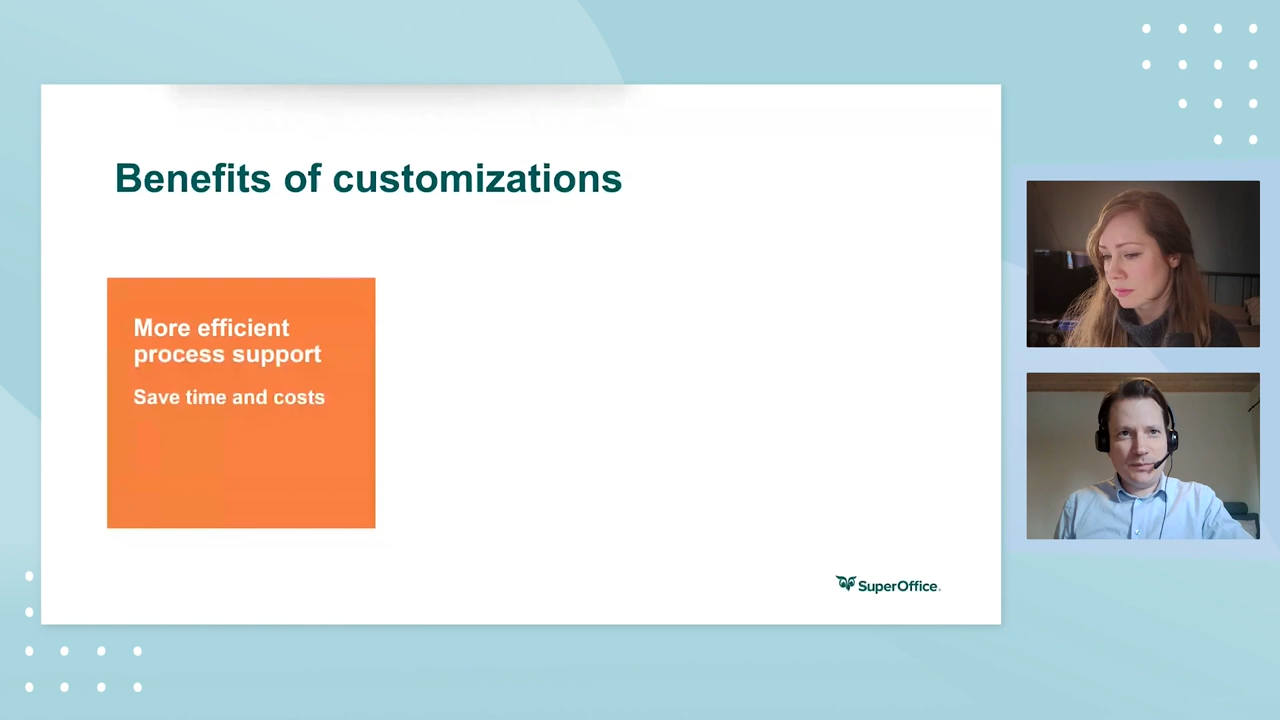 Benefits of customizations
More efficient
process support
Save time and costs
SuperOffice